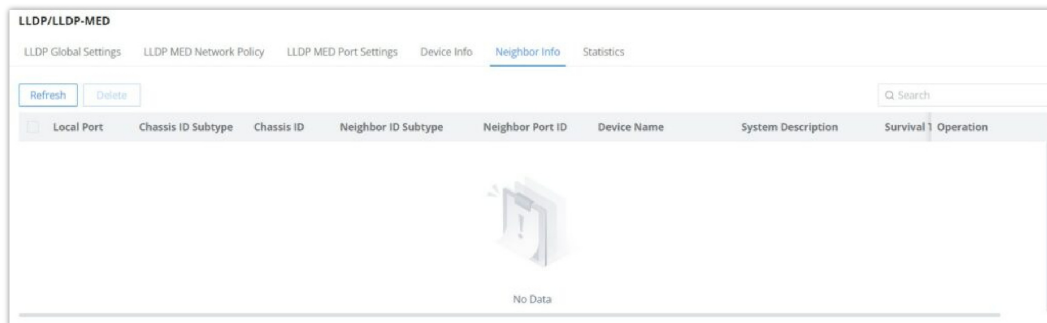 LLDP/LLDP-MED
LLDP Global Settings LLDP MED Network Policy LLDP MED Port Settings Device Info Neighbor Info Statistics
Refresh Delete Search
Local Port Chassis ID Subtype Chassis ID Neighbor ID Subtype Neighbor Port ID Device Name System Description Survival Operation
No Data